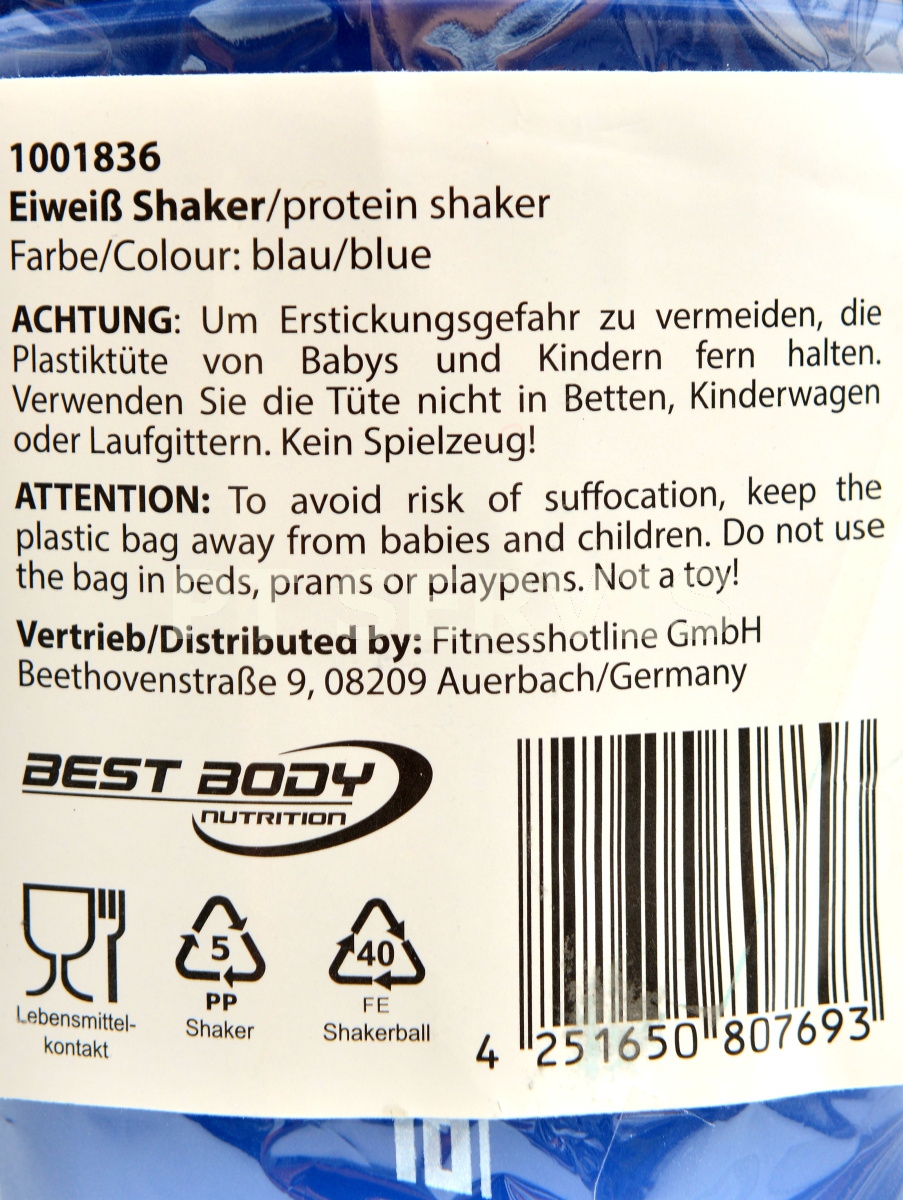 1001836
Eiweiß Shaker/protein shaker
Farbe/Colour: blau/blue
ACHTUNG: Um Erstickungsgefahr zu vermeiden, die
Plastiktüte von Babys und Kindern fern halten.
Verwenden Sie die Tüte nicht in Betten, Kinderwagen
oder Laufgittern. Kein Spielzeug!
ATTENTION: To avoid risk of suffocation, keep the
plastic bag away from babies and children. Do not use
the bag in beds, prams or playpens. Not a toy!
Vertrieb/Distributed by: Fitnesshotline GmbH
Beethovenstraße 9, 08209 Auerbach/Germany
BEST BODY
NUTRITION
5
PP
Shaker
40
FE
Shakerball
Lebensmittel-
kontakt
4 251650 807693